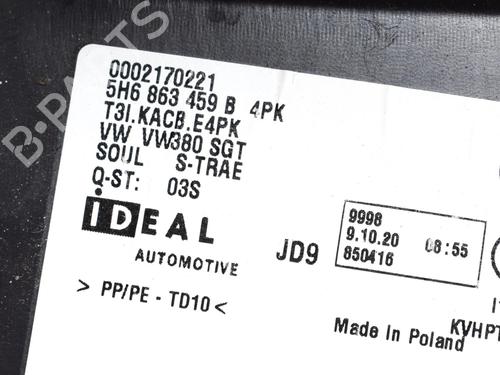 0002170221
5H6 863 459 B 4PK
T3I.KACB.E4PK
VW VW380 SGT
SOUL S-TRAE
Q-ST: 03S
IDEAL
AUTOMOTIVE
> PP/PE - TD10 <
JD9
9998
9.10.20 08:55
850416
Made in Poland
KVHPT
B-PARTS